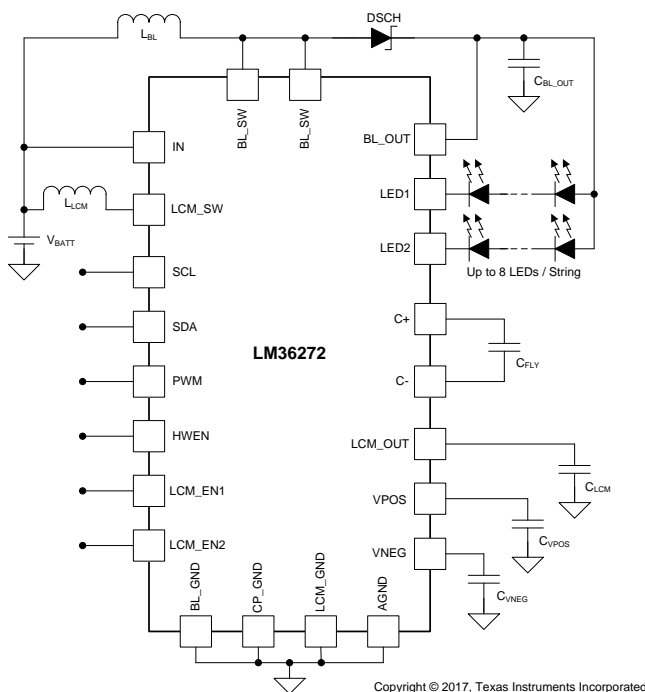 DSCH
L_BL
C_BL_OUT
BL_SW
BL_SW
BL_OUT
IN
LED1
L_LCM
LCM_SW
LED2
V_BATT
Up to 8 LEDs / String
SCL
C+
SDA
LM36272
C_FLY
PWM
C-
HWEN
LCM_OUT
LCM_EN1
C_LCM
VPOS
C_VPOS
LCM_EN2
VNEG
C_VNEG
BL_GND
CP_GND
LCM_GND
AGND
Copyright © 2017, Texas Instruments Incorporated